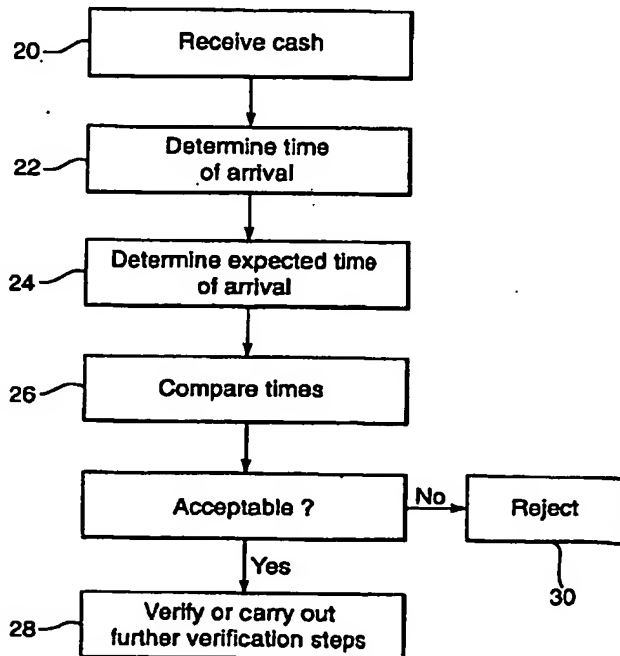 20
Receive cash
22
Determine time
of arrival
24
Determine expected time
of arrival
26
Compare times
Acceptable ?
No
Reject
30
Yes
28
Verify or carry out
further verification steps